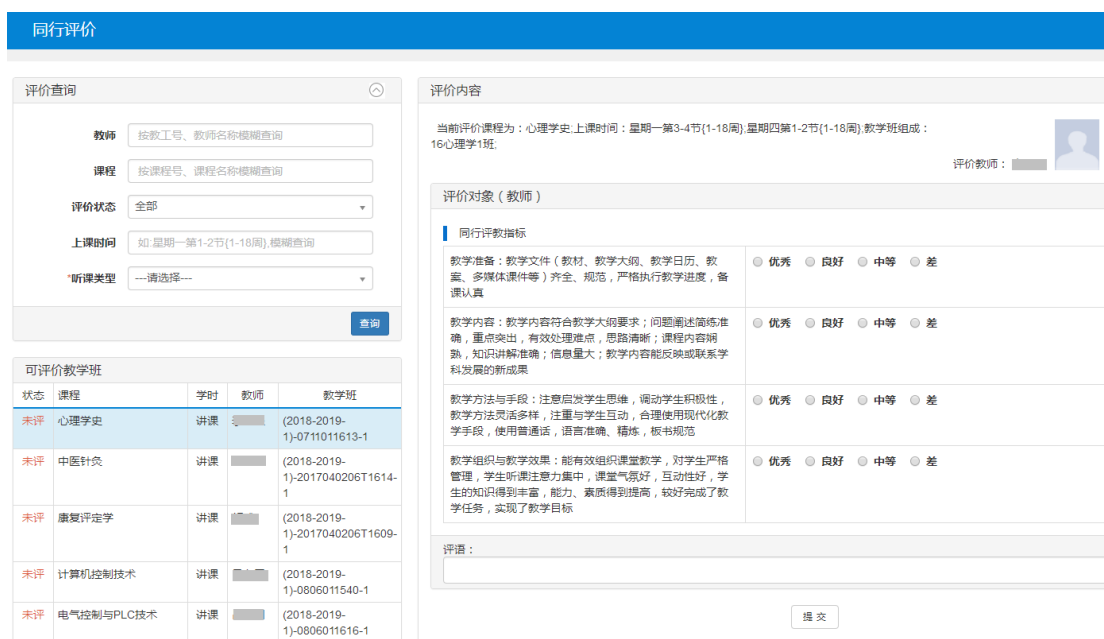 同行评价
评价查询
教师 按教工号、教师名称模糊查询
课程 按课程号、课程名称模糊查询
评价状态 全部
上课时间 如:星期一第1-2节{1-18周},模糊查询
*听课类型 ---请选择---
查询
可评价教学班
状态 课程 学时 教师 教学班
未评 心理学史 讲课 (2018-2019-
1)-0711011613-1
未评 中医针灸 讲课 (2018-2019-
1)-2017040206T1614-
1
未评 康复评定学 讲课 (2018-2019-
1)-2017040206T1609-
1
未评 计算机控制技术 讲课 (2018-2019-
1)-0806011540-1
未评 电气控制与PLC技术 讲课 (2018-2019-
1)-0806011616-1
评价内容
当前评价课程为：心理学史;上课时间：星期一第3-4节{1-18周};星期四第1-2节{1-18周};教学班组成：
16心理学1班;
评价教师：
评价对象（教师）
同行评教指标
教学准备：教学文件（教材、教学大纲、教学日历、教
案、多媒体课件等）齐全、规范，严格执行教学进度，备
课认真
优秀 良好 中等 差
教学内容：教学内容符合教学大纲要求；问题阐述简练准
确，重点突出，有效处理难点，思路清晰；课程内容娴
熟，知识讲解准确；信息量大；教学内容能反映或联系学
科发展的新成果
优秀 良好 中等 差
教学方法与手段：注意启发学生思维，调动学生积极性，
教学方法灵活多样，注重与学生互动，合理使用现代化教
学手段，使用普通话，语言准确、精炼，板书规范
优秀 良好 中等 差
教学组织与教学效果：能有效组织课堂教学，对学生严格
管理，学生听课注意力集中，课堂气氛好，互动性好，学
生的知识得到丰富，能力、素质得到提高，较好完成了教
学任务，实现了教学目标
优秀 良好 中等 差
评语：
提 交